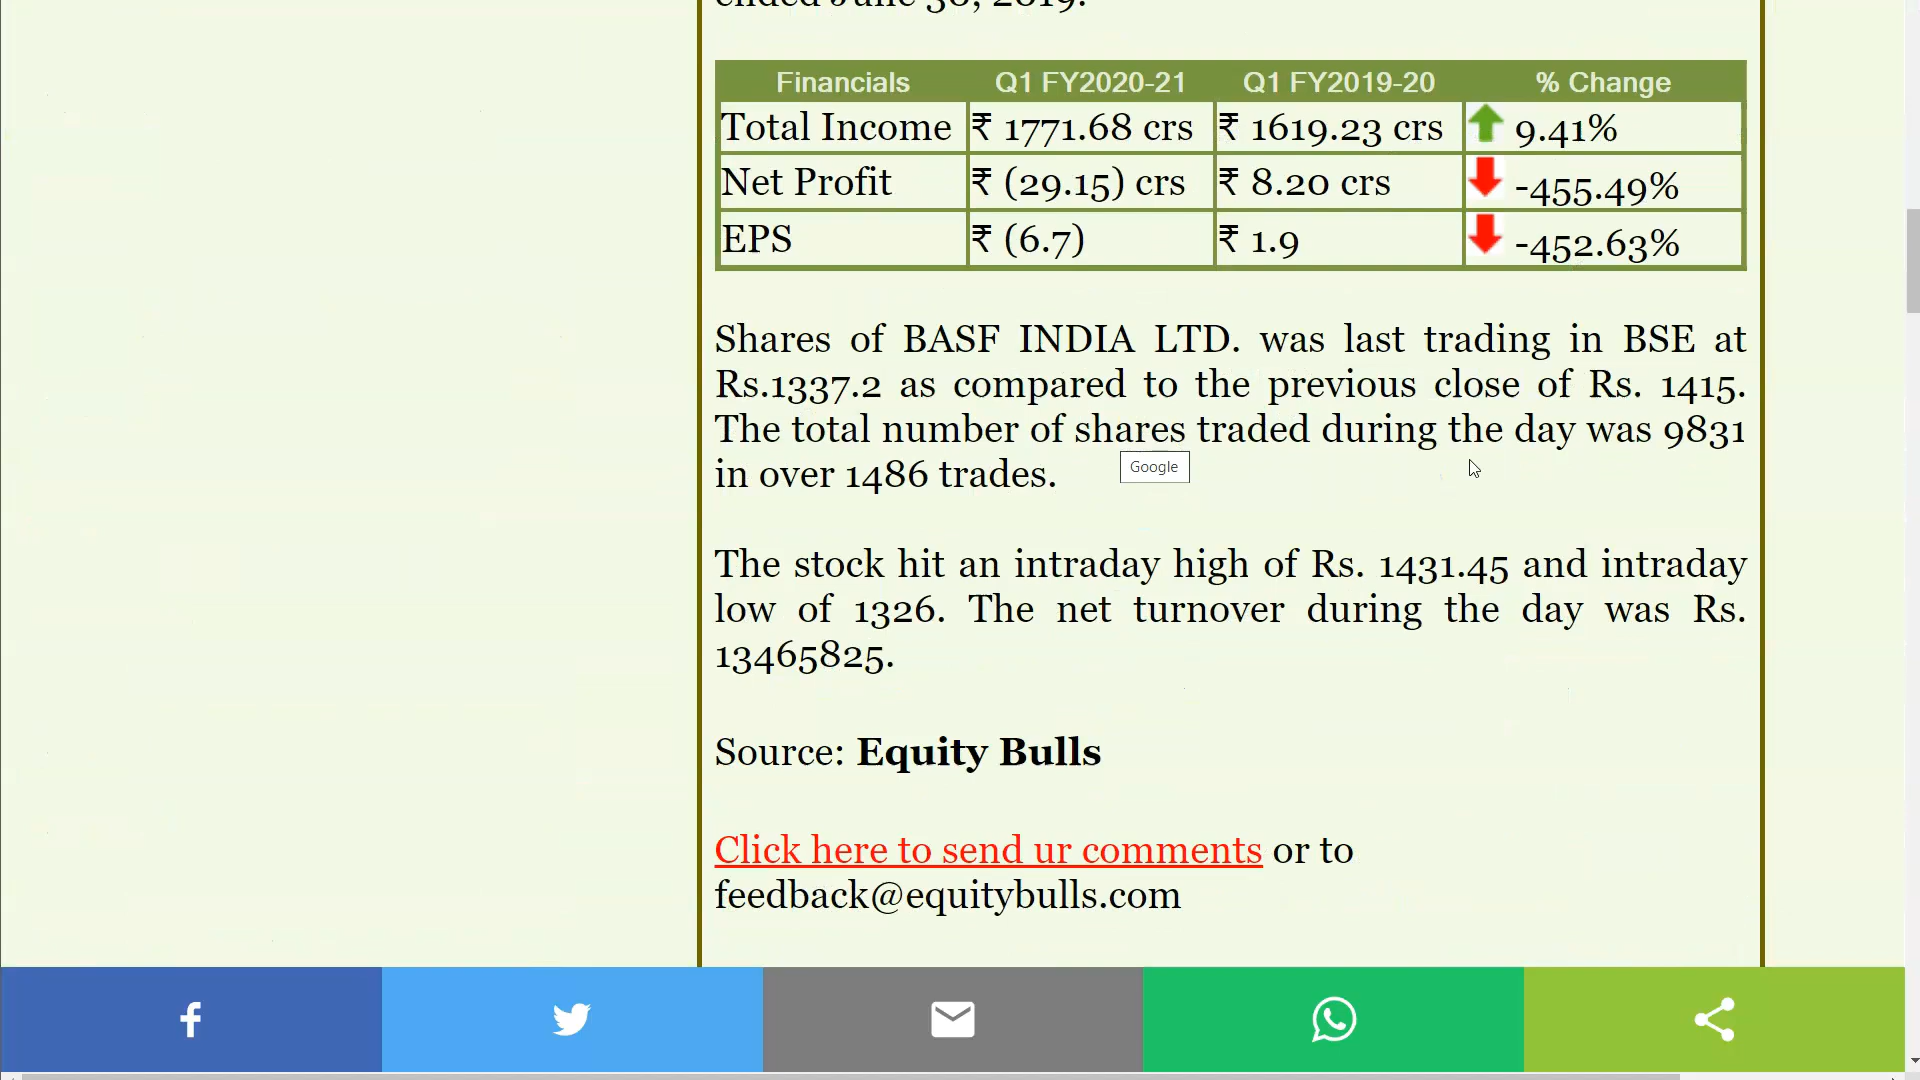 ended June 30, 2019.
Financials Q1 FY2020-21 Q1 FY2019-20 % Change
Total Income ₹ 1771.68 crs ₹ 1619.23 crs 9.41%
Net Profit ₹ (29.15) crs ₹ 8.20 crs -455.49%
EPS ₹ (6.7) ₹ 1.9 -452.63%
Shares of BASF INDIA LTD. was last trading in BSE at
Rs.1337.2 as compared to the previous close of Rs. 1415.
The total number of shares traded during the day was 9831
in over 1486 trades.
Google
The stock hit an intraday high of Rs. 1431.45 and intraday
low of 1326. The net turnover during the day was Rs.
13465825.
Source: Equity Bulls
Click here to send ur comments or to
feedback@equitybulls.com